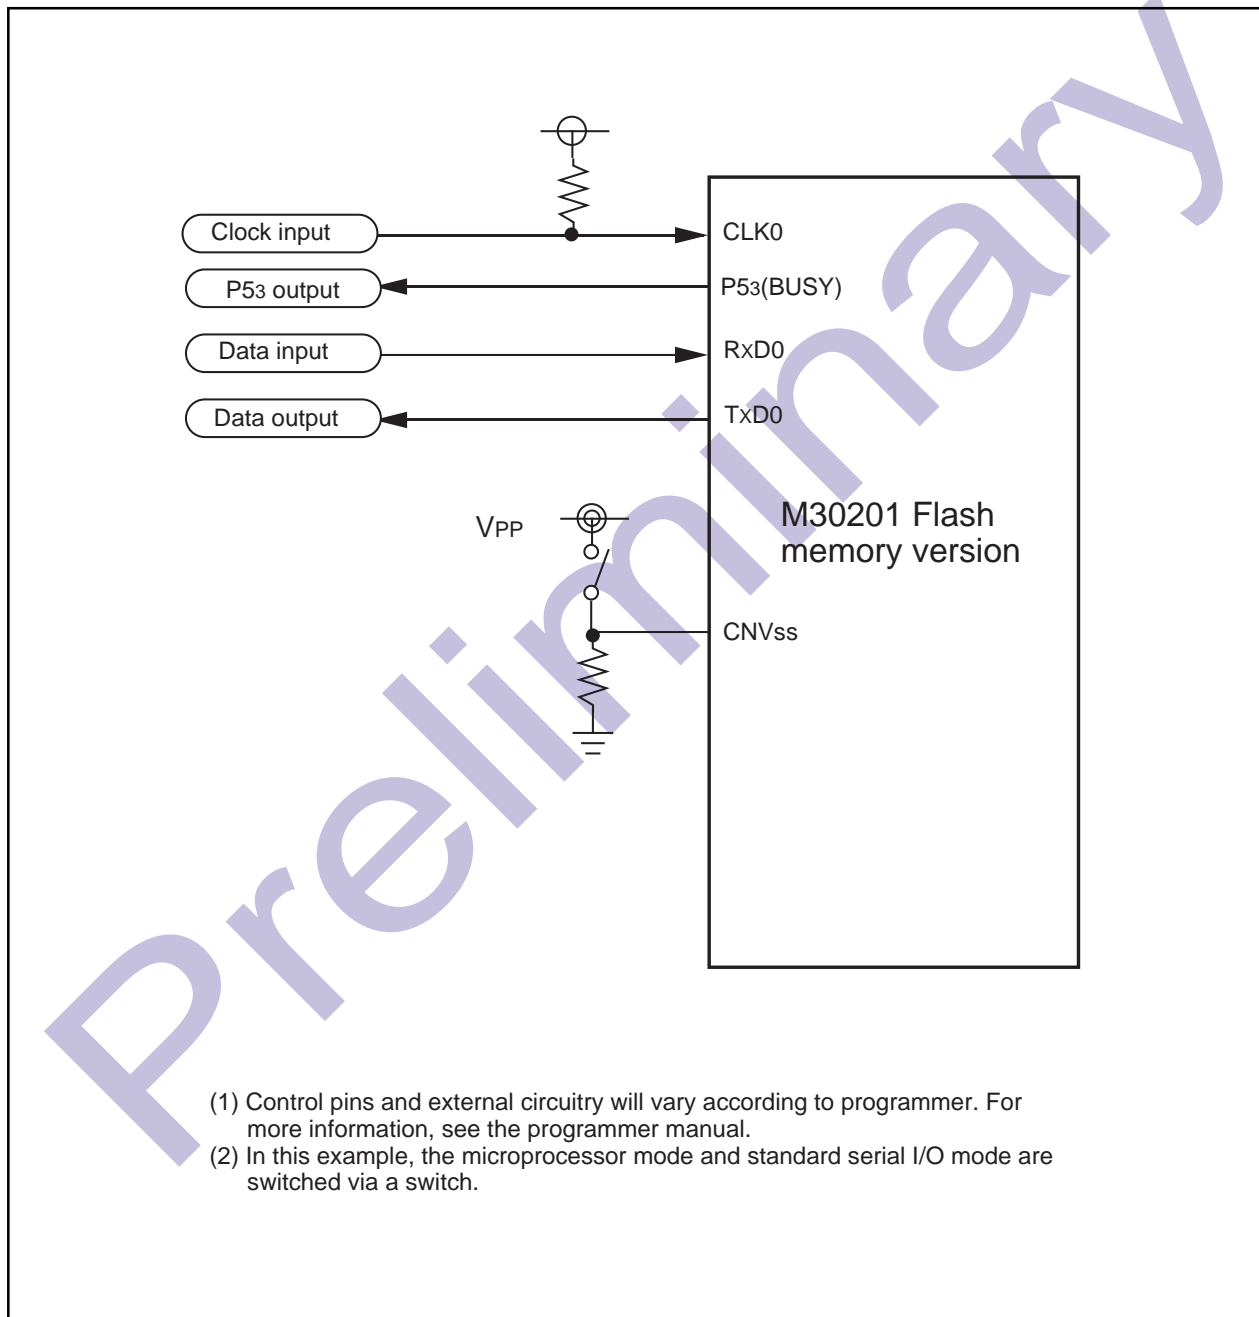 Preliminary
Clock input
CLK0
P53 output
P53(BUSY)
Data input
RXD0
Data output
TXD0
VPP
M30201 Flash
memory version
CNVss
(1) Control pins and external circuitry will vary according to programmer. For
more information, see the programmer manual.
(2) In this example, the microprocessor mode and standard serial I/O mode are
switched via a switch.